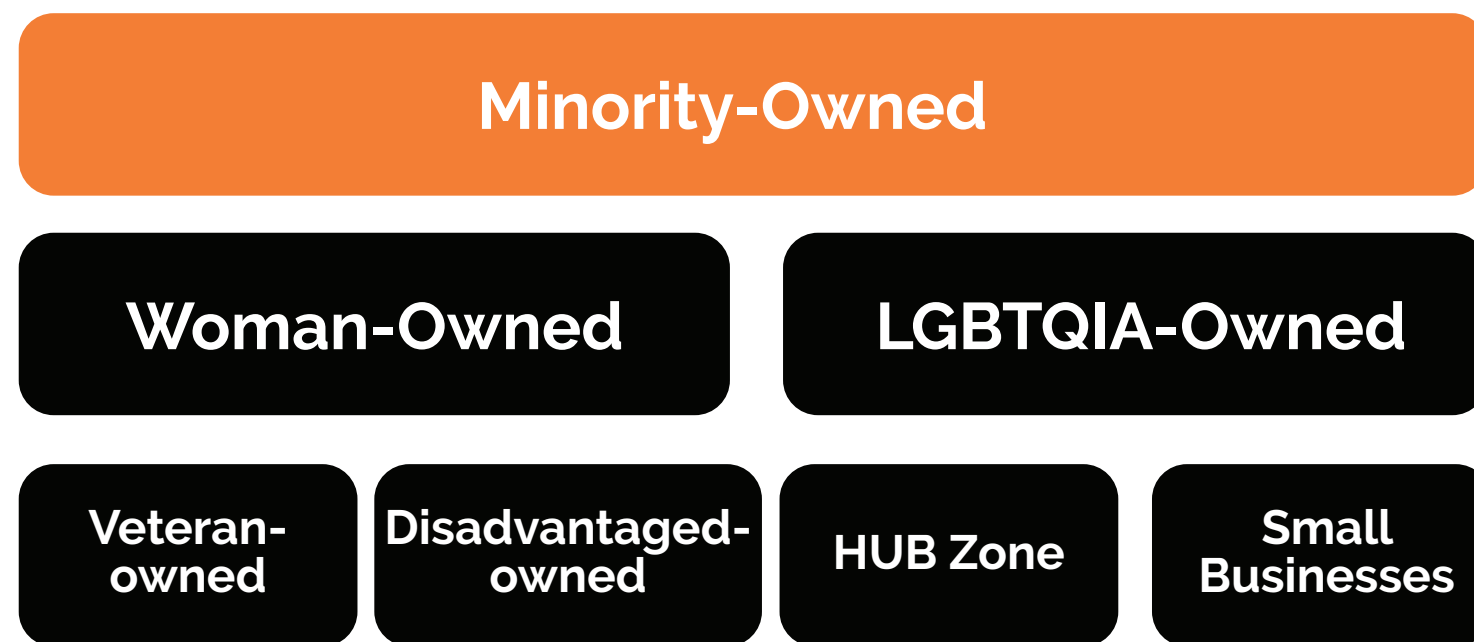 Minority-Owned
Woman-Owned
LGBTQIA-Owned
Veteran-
owned
Disadvantaged-
owned
HUB Zone
Small
Businesses